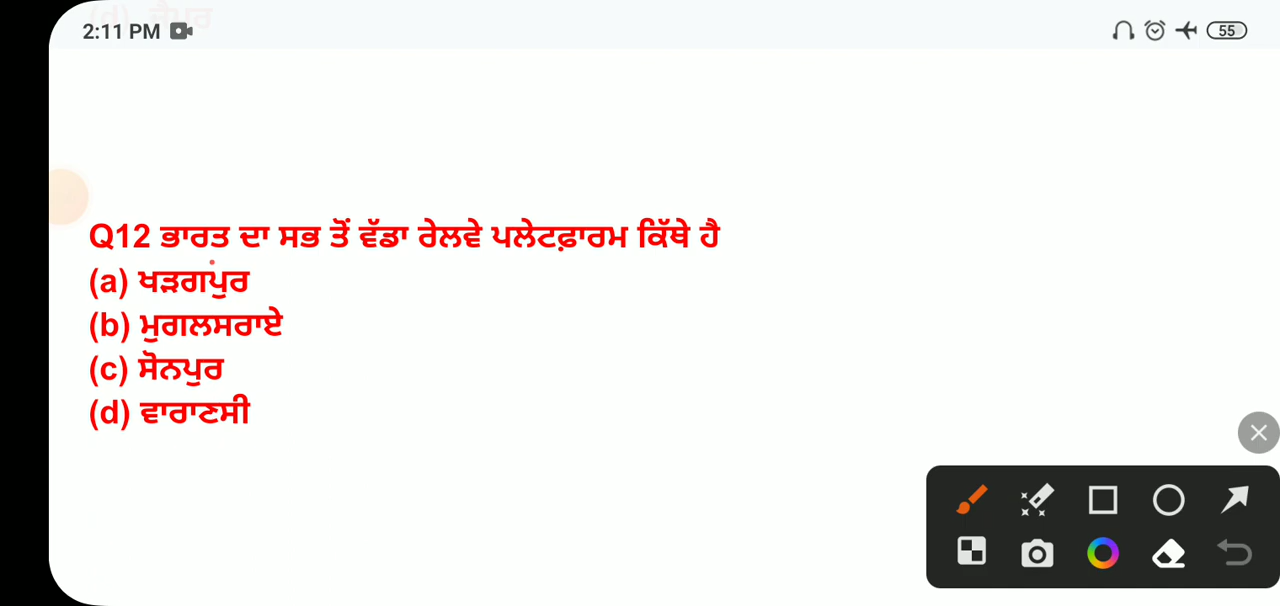 (d) ਜੈਪੁਰ
2:11 PM 55
Q12 ਭਾਰਤ ਦਾ ਸਭ ਤੋਂ ਵੱਡਾ ਰੇਲਵੇ ਪਲੇਟਫ਼ਾਰਮ ਕਿੱਥੇ ਹੈ
(a) ਖੜਗਪੁਰ
(b) ਮੁਗਲਸਰਾਏ
(c) ਸੋਨਪੁਰ
(d) ਵਾਰਾਣਸੀ